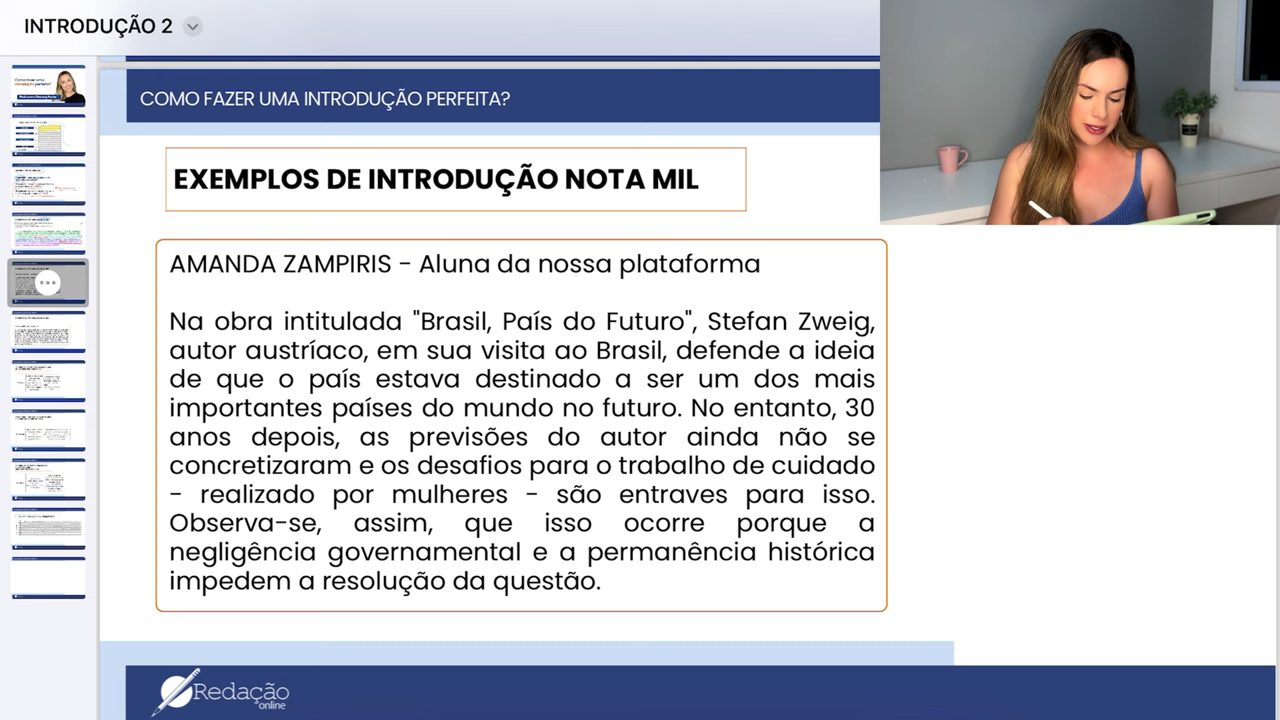 INTRODUÇÃO 2
COMO FAZER UMA INTRODUÇÃO PERFEITA?
EXEMPLOS DE INTRODUÇÃO NOTA MIL
AMANDA ZAMPIRIS - Aluna da nossa plataforma
Na obra intitulada "Brasil, País do Futuro", Stefan Zweig,
autor austríaco, em sua visita ao Brasil, defende a ideia
de que o país estava destinado a ser um dos mais
importantes países do mundo no futuro. No entanto, 30
anos depois, as previsões do autor ainda não se
concretizaram e os desafios para o trabalho de cuidado
- realizado por mulheres - são entraves para isso.
Observa-se, assim, que isso ocorre porque a
negligência governamental e a permanência histórica
impedem a resolução da questão.
Redação
online